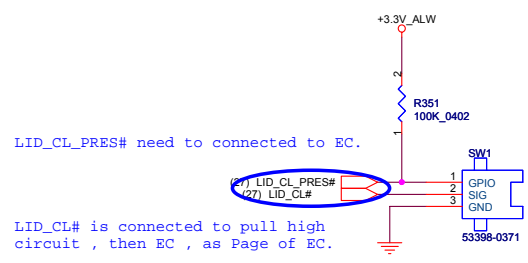 +3.3V_ALW
2
R351
100K_0402
1
LID_CL_PRES# need to connected to EC.
SW1
(27) LID_CL_PRES#
(27) LID_CL#
1 GPIO
2 SIG
3 GND
LID_CL# is connected to pull high
circuit , then EC , as Page of EC.
53398-0371